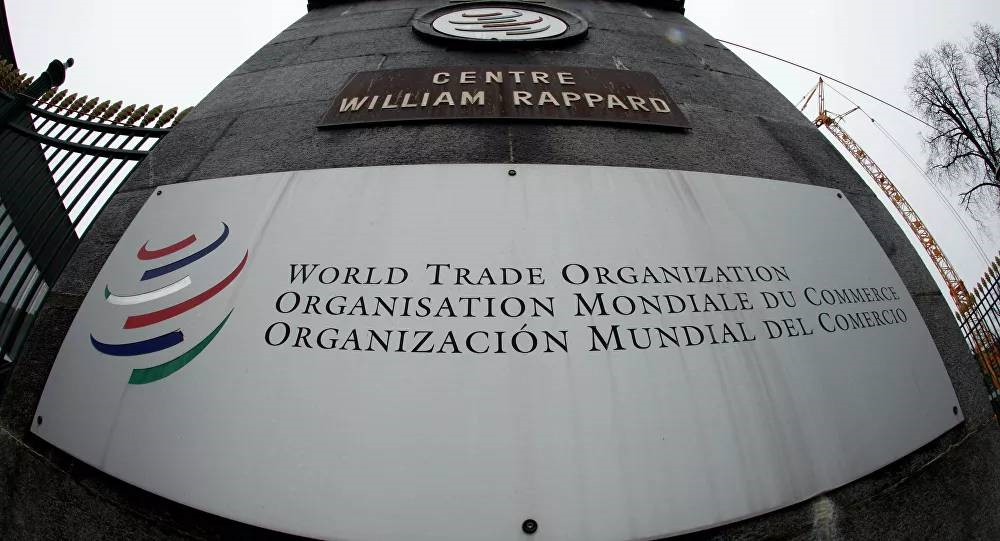 CENTRE
WILLIAM RAPPARD
WORLD TRADE ORGANIZATION
ORGANISATION MONDIALE DU COMMERCE
ORGANIZACIÓN MUNDIAL DEL COMERCIO